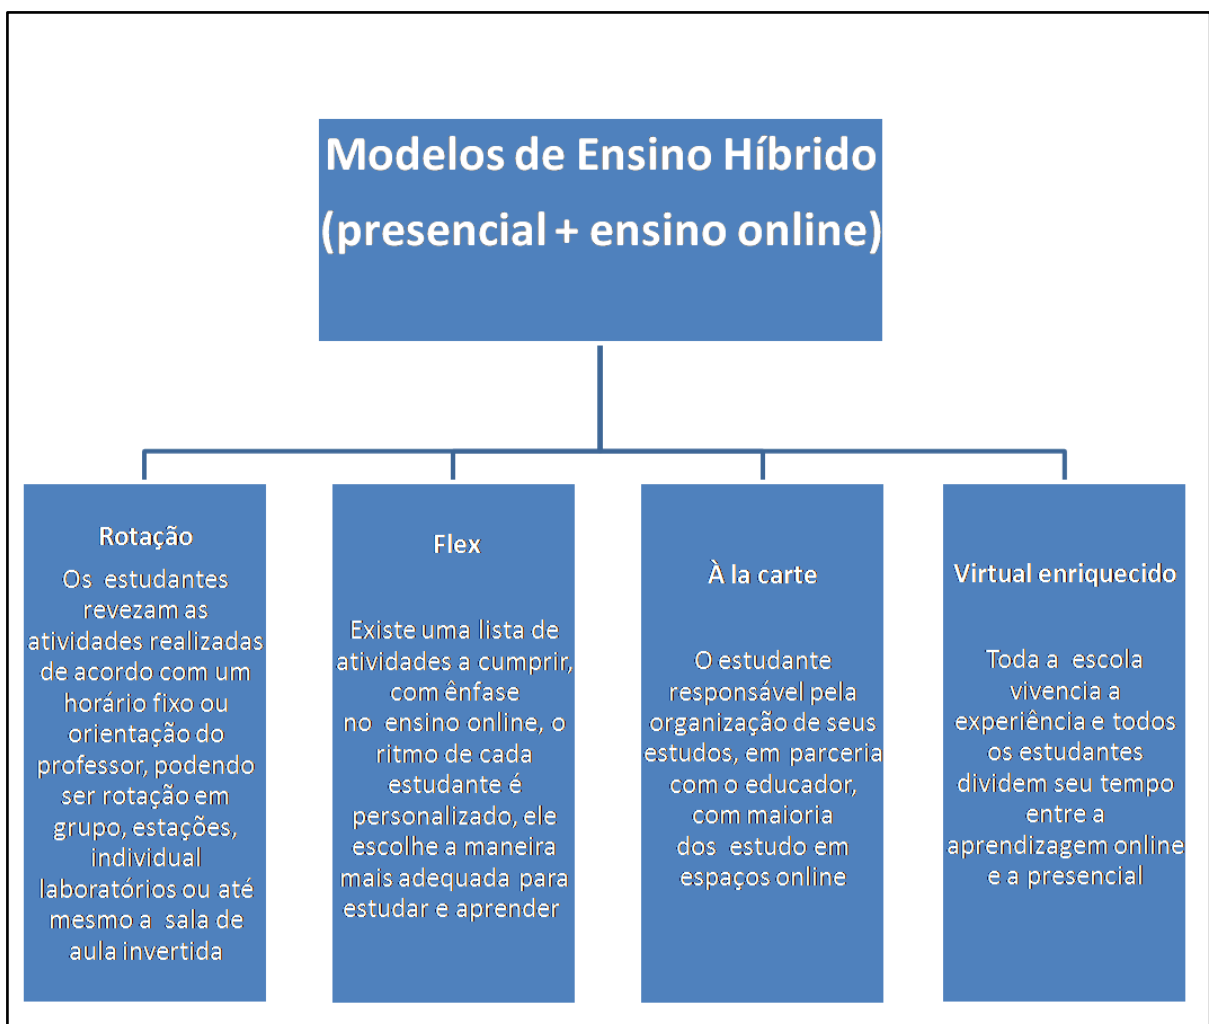 Modelos de Ensino Híbrido
(presencial + ensino online)
Rotação
Os estudantes
revezam as
atividades realizadas
de acordo com um
horário fixo ou
orientação do
professor, podendo
ser rotação em
grupo, estações,
individual
laboratórios ou até
mesmo a sala de
aula invertida
Flex
Existe uma lista de
atividades a cumprir,
com ênfase
no ensino online, o
ritmo de cada
estudante é
personalizado, ele
escolhe a maneira
mais adequada para
estudar e aprender
À la carte
O estudante
responsável pela
organização de seus
estudos, em parceria
com o educador,
com maioria
dos estudo em
espaços online
Virtual enriquecido
Toda a escola
vivencia a
experiência e todos
os estudantes
dividem seu tempo
entre a
aprendizagem online
e a presencial